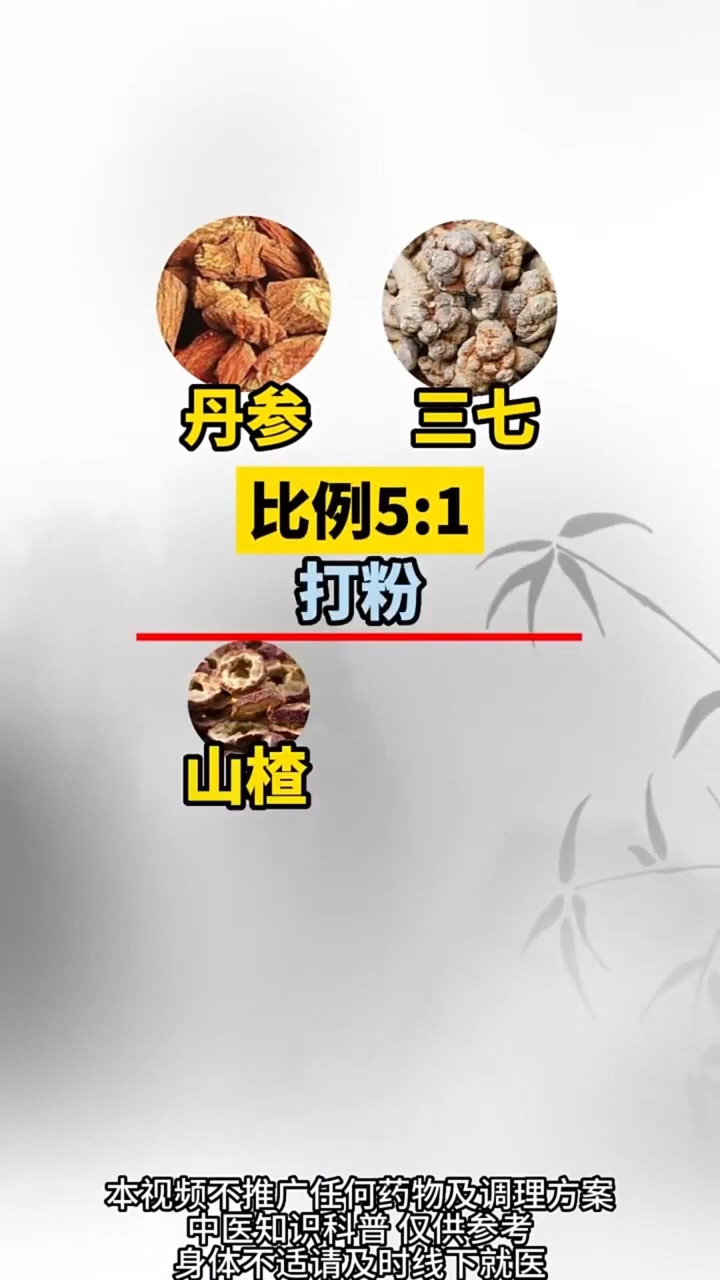 丹参 三七
比例5:1
打粉
山楂
本视频不推广任何药物及调理方案
中医知识科普 仅供参考
身体不适请及时线下就医